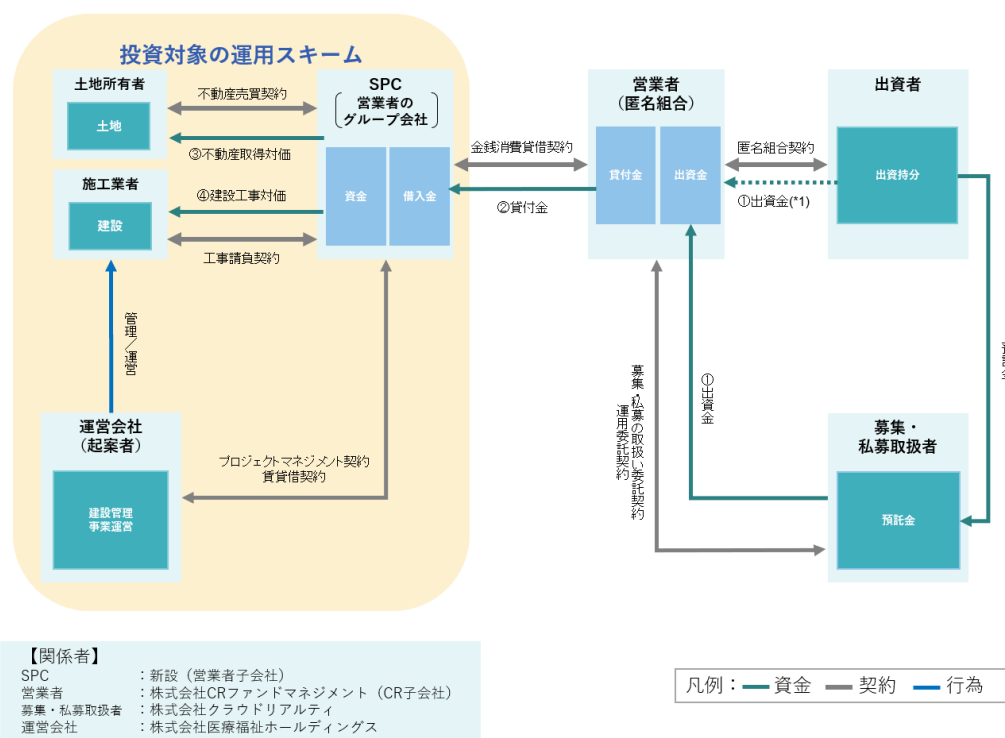 投資対象の運用スキーム
土地所有者
土地
不動産売買契約
③不動産取得対価
SPC
営業者の
グループ会社
資金
借入金
施工業者
建設
④建設工事対価
工事請負契約
金銭消費貸借契約
②貸付金
営業者
（匿名組合）
貸付金
出資金
匿名組合契約
①出資金(*1)
出資者
出資持分
管理／運営
運営会社
（起案者）
建設管理
事業運営
プロジェクトマネジメント契約
賃貸借契約
募集・私募の取扱い委託契約
運用委託契約
①出資金
募集・
私募取扱者
預託金
【関係者】
SPC ：新設（営業者子会社）
営業者 ：株式会社CRファンドマネジメント（CR子会社）
募集・私募取扱者 ：株式会社クラウドリアルティ
運営会社 ：株式会社医療福祉ホールディングス
凡例： 資金 契約 行為